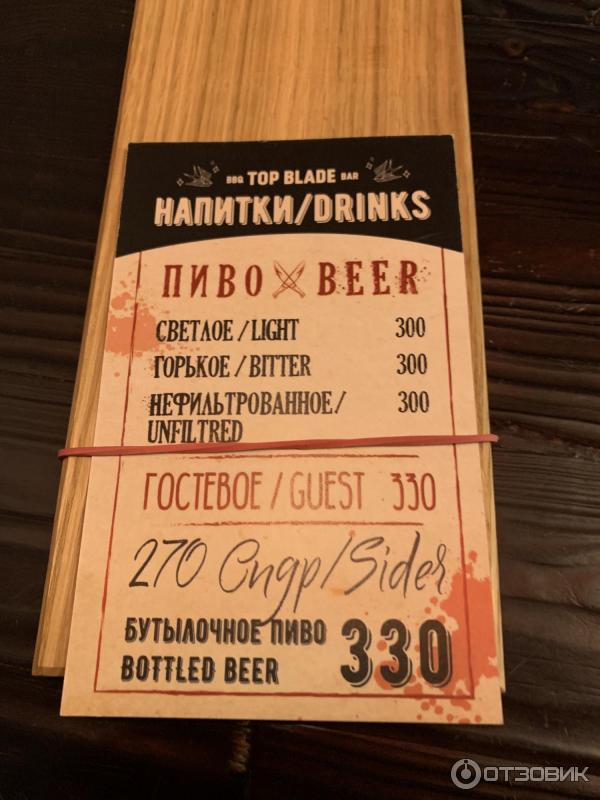 BBQ TOP BLADE BAR
НАПИТКИ/DRINKS
ПИВО BEER
СВЕТЛОЕ/LIGHT 300
ГОРЬКОЕ/BITTER 300
НЕФИЛЬТРОВАННОЕ/ 300
UNFILTRED
ГОСТЕВОЕ/GUEST 330
270 Сидр/Sider
БУТЫЛОЧНОЕ ПИВО 330
BOTTLED BEER
ОТЗОВИК